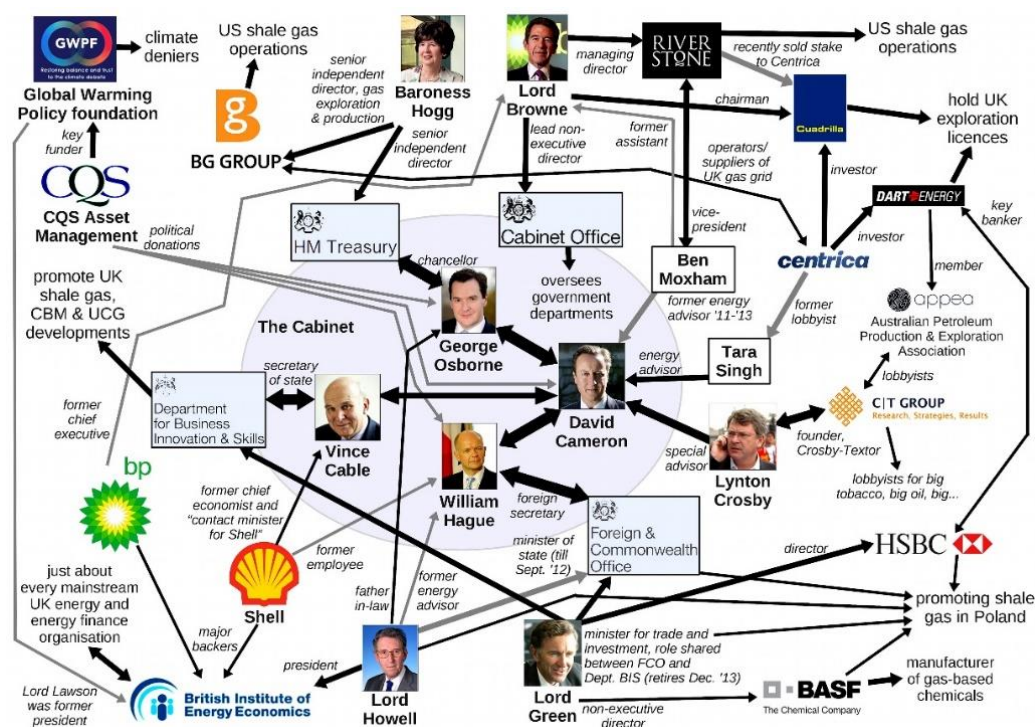 GWPF
Restoring balance and trust
to the climate debate
climate
deniers
Global Warming
Policy foundation
key
funder
CQS
CQS Asset
Management
US shale gas
operations
BG GROUP
senior
independent
director, gas
exploration
& production
Baroness
Hogg
senior
independent
director
Lord
Browne
managing
director
RIVER
STONE
recently sold stake
to Centrica
US shale gas
operations
chairman
Cuadrilla
hold UK
exploration
licences
lead non-
executive
director
former
assistant
operators/
suppliers of
UK gas grid
investor
DART ENERGY
key
banker
political
donations
HM Treasury
Cabinet Office
vice-
president
Ben
Moxham
centrica
investor
member
promote UK
shale gas,
CBM & UCG
developments
The Cabinet
chancellor
George
Osborne
oversees
government
departments
former energy
advisor '11-'13
former
lobbyist
appea
Australian Petroleum
Production & Exploration
Association
secretary
of state
Department
for Business
Innovation & Skills
Vince
Cable
David
Cameron
energy
advisor
Tara
Singh
lobbyists
C|T GROUP
Research, Strategies, Results
former
chief
executive
William
Hague
special
advisor
Lynton
Crosby
founder,
Crosby-Textor
lobbyists for big
tobacco, big oil, big...
bp
former chief
economist and
"contact minister
for Shell"
foreign
secretary
Foreign &
Commonwealth
Office
minister of
state (till
Sept. '12)
director
HSBC
just about
every mainstream
UK energy and
energy finance
organisation
Shell
former
employee
father
in-law
former
energy
advisor
promoting shale
gas in Poland
major
backers
president
Lord
Howell
Lord
Green
minister for trade and
investment, role shared
between FCO and
Dept. BIS (retires Dec. '13)
manufacturer
of gas-based
chemicals
Lord Lawson
was former
president
British Institute of
Energy Economics
non-executive
director
BASF
The Chemical Company